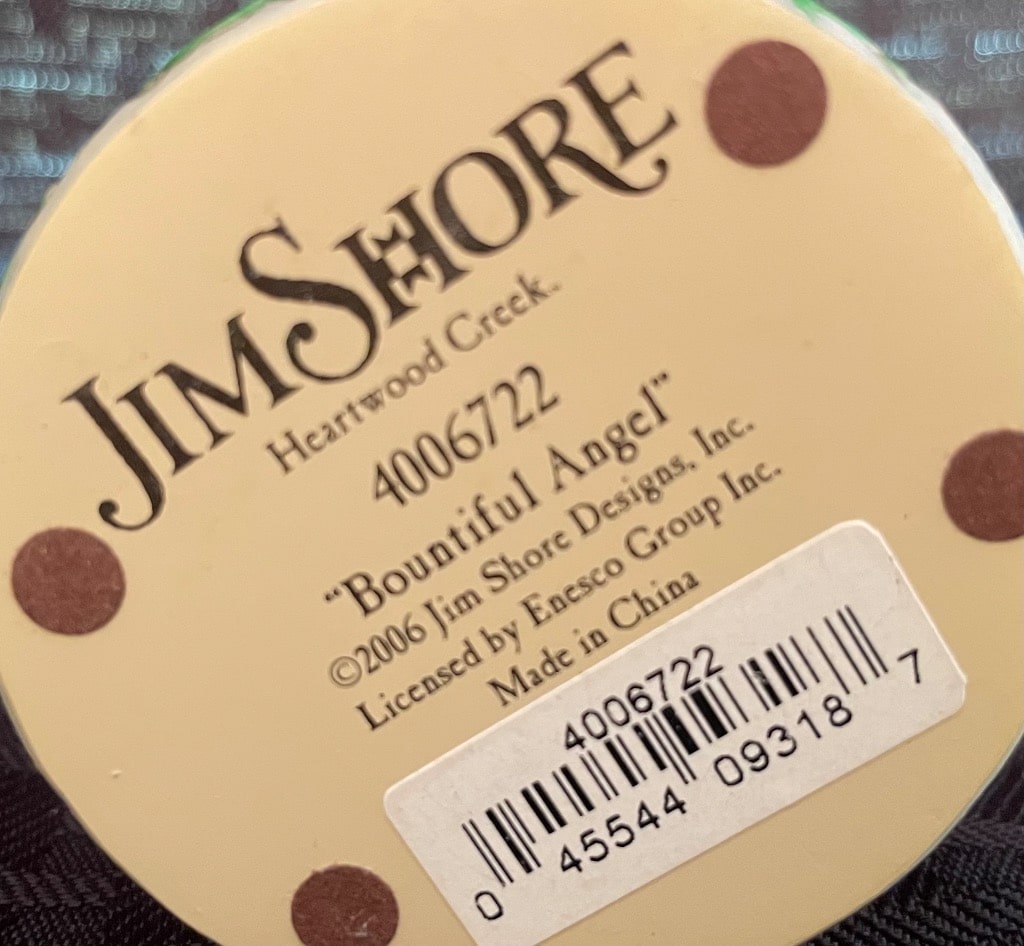 JIM SHORE
Heartwood Creek™
4006722
“Bountiful Angel”
©2006 Jim Shore Designs, Inc.
Licensed by Enesco Group Inc.
Made in China
4006722
0 45544 09318 7